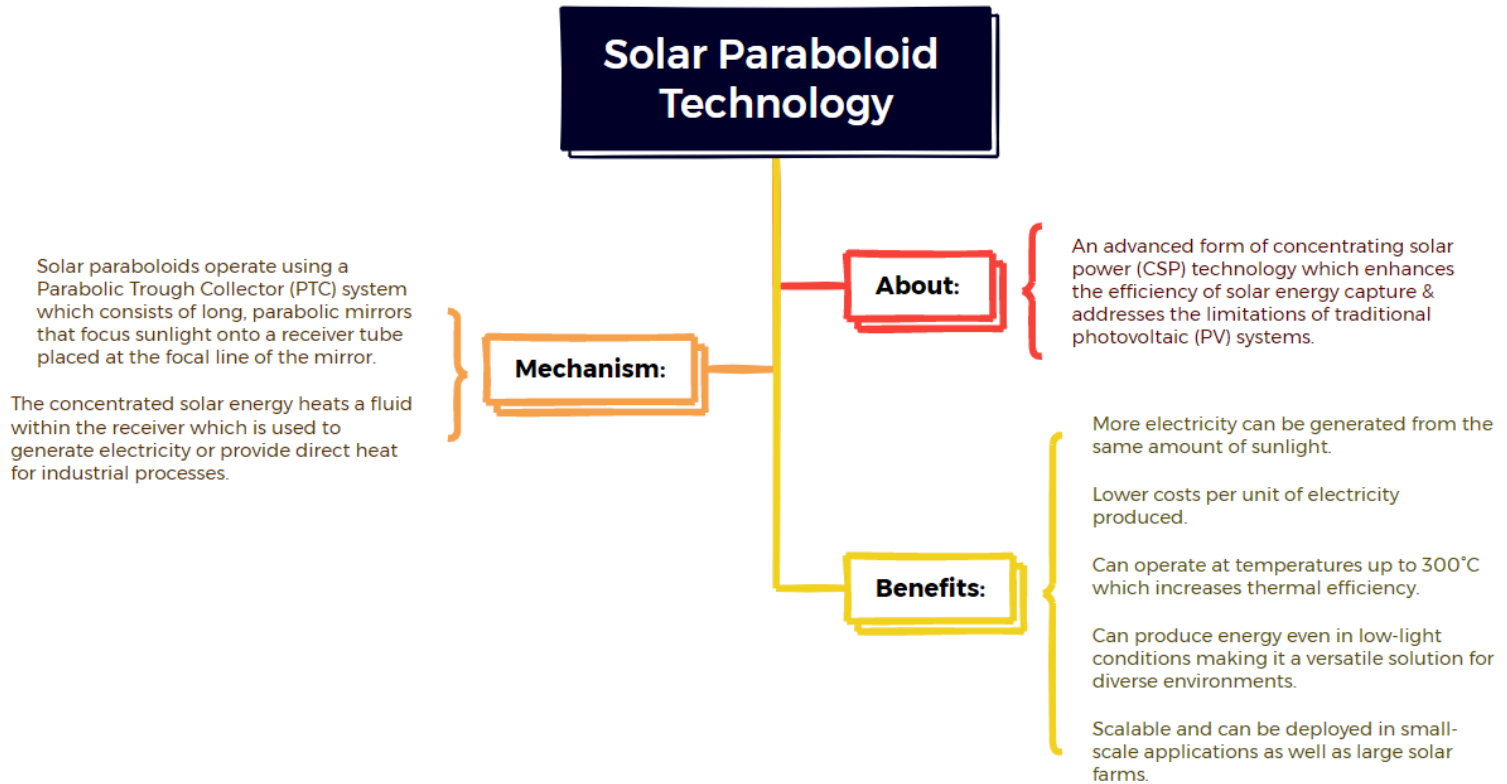 Solar Paraboloid
Technology
About:
An advanced form of concentrating solar
power (CSP) technology which enhances
the efficiency of solar energy capture &
addresses the limitations of traditional
photovoltaic (PV) systems.
Mechanism:
Solar paraboloids operate using a
Parabolic Trough Collector (PTC) system
which consists of long, parabolic mirrors
that focus sunlight onto a receiver tube
placed at the focal line of the mirror.
The concentrated solar energy heats a fluid
within the receiver which is used to
generate electricity or provide direct heat
for industrial processes.
Benefits:
More electricity can be generated from the
same amount of sunlight.
Lower costs per unit of electricity
produced.
Can operate at temperatures up to 300°C
which increases thermal efficiency.
Can produce energy even in low-light
conditions making it a versatile solution for
diverse environments.
Scalable and can be deployed in small-
scale applications as well as large solar
farms.